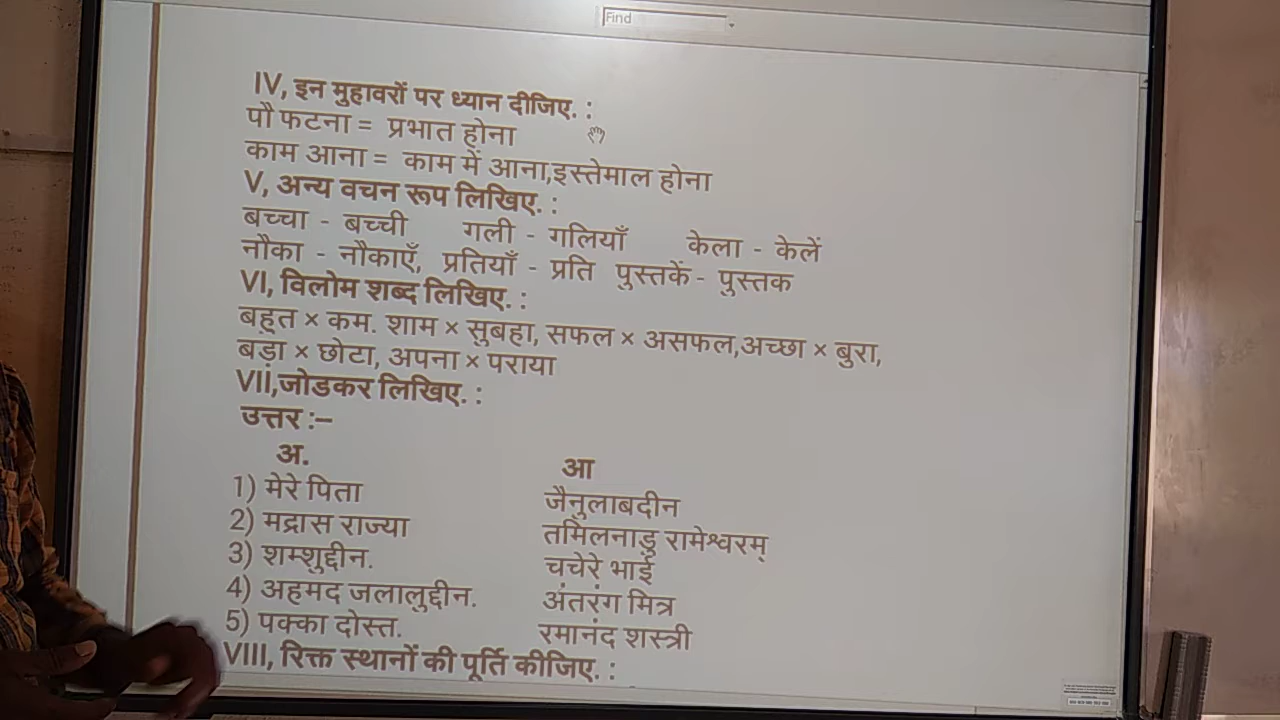 Find
IV, इन मुहावरों पर ध्यान दीजिए. :
पौ फटना = प्रभात होना
काम आना = काम में आना,इस्तेमाल होना
V, अन्य वचन रूप लिखिए. :
बच्चा - बच्ची गली - गलियाँ केला - केलें
नौका - नौकाएँ, प्रतियाँ - प्रति पुस्तकें - पुस्तक
VI, विलोम शब्द लिखिए. :
बहुत × कम. शाम × सुबहा, सफल × असफल,अच्छा × बुरा,
बड़ा × छोटा, अपना × पराया
VII,जोडकर लिखिए. :
उत्तर :–
अ. आ
1) मेरे पिता जैनुलाबदीन
2) मद्रास राज्या तमिलनाडु रामेश्वरम्
3) शम्शुद्दीन. चचेरे भाई
4) अहमद जलालुद्दीन. अंतरंग मित्र
5) पक्का दोस्त. रमानंद शस्त्री
VIII, रिक्त स्थानों की पूर्ति कीजिए. :